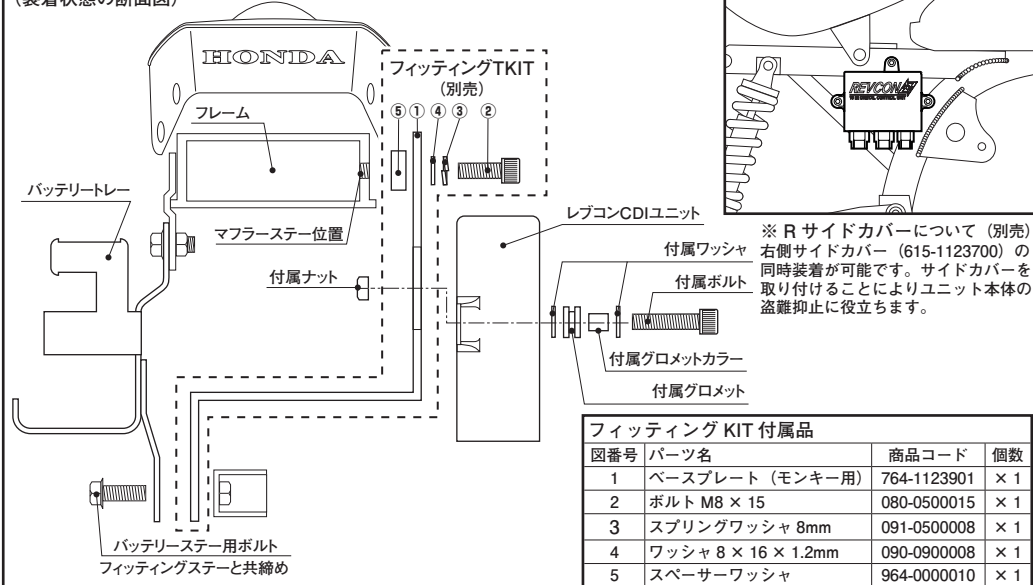 (装着状態の断面図)
HONDA
フィッティングTKIT
(別売)
⑤ ① ④ ③ ②
フレーム
バッテリートレー
マフラーステー位置
付属ナット
レブコンCDIユニット
付属ワッシャ
付属ボルト
付属グロメットカラー
付属グロメット
バッテリーステー用ボルト
フィッティングステーと共締め
REVCON
※ R サイドカバーについて(別売)
右側サイドカバー(615-1123700)の
同時装着が可能です。サイドカバーを
取り付けることによりユニット本体の
盗難抑止に役立ちます。
フィッティング KIT 付属品
図番号 パーツ名 商品コード 個数
1 ベースプレート(モンキー用) 764-1123901 × 1
2 ボルト M8 × 15 080-0500015 × 1
3 スプリングワッシャ 8mm 091-0500008 × 1
4 ワッシャ 8 × 16 × 1.2mm 090-0900008 × 1
5 スペーサーワッシャ 964-0000010 × 1